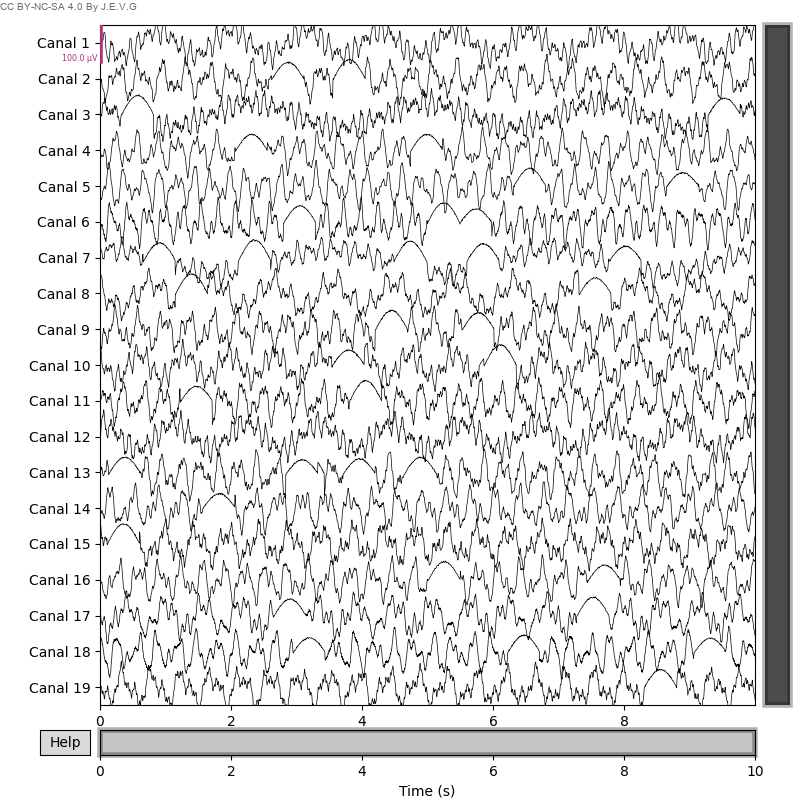 CC BY-NC-SA 4.0 By J.E.V.G
Canal 1
100.0 µV
Canal 2
Canal 3
Canal 4
Canal 5
Canal 6
Canal 7
Canal 8
Canal 9
Canal 10
Canal 11
Canal 12
Canal 13
Canal 14
Canal 15
Canal 16
Canal 17
Canal 18
Canal 19
0 2 4 6 8
Help
0 2 4 6 8 10
Time (s)